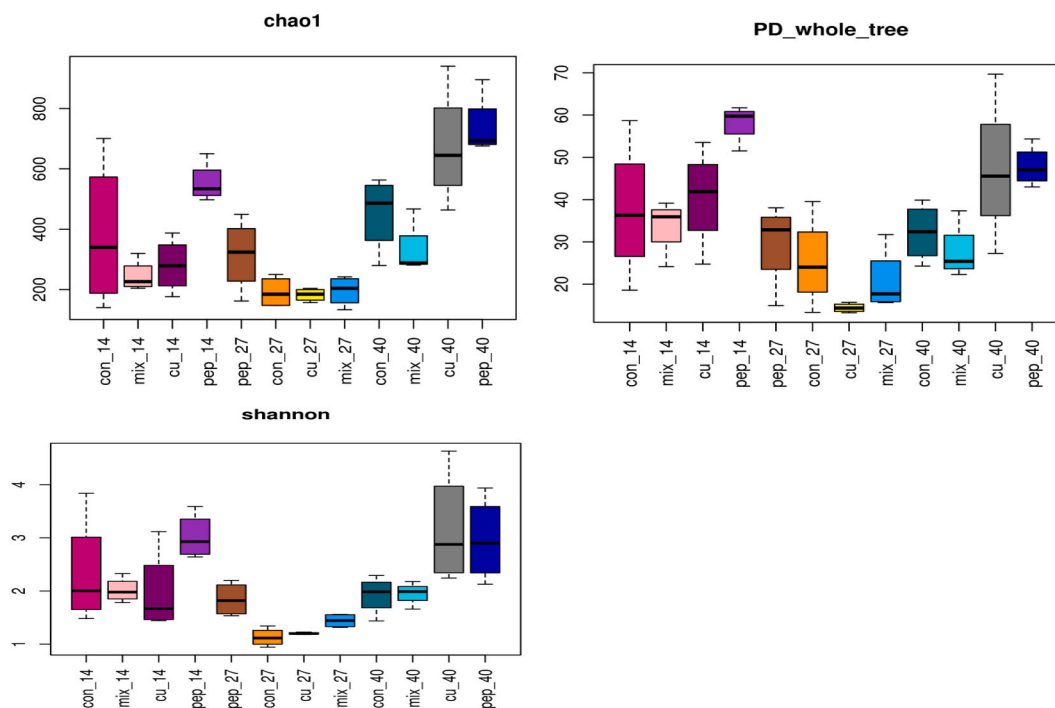 chao1
800
600
400
200
con_14
mix_14
cu_14
pep_14
pep_27
con_27
cu_27
mix_27
con_40
mix_40
cu_40
pep_40
PD_whole_tree
70
60
50
40
30
20
con_14
mix_14
cu_14
pep_14
pep_27
con_27
cu_27
mix_27
con_40
mix_40
cu_40
pep_40
shannon
4
3
2
1
con_14
mix_14
cu_14
pep_14
pep_27
con_27
cu_27
mix_27
con_40
mix_40
cu_40
pep_40